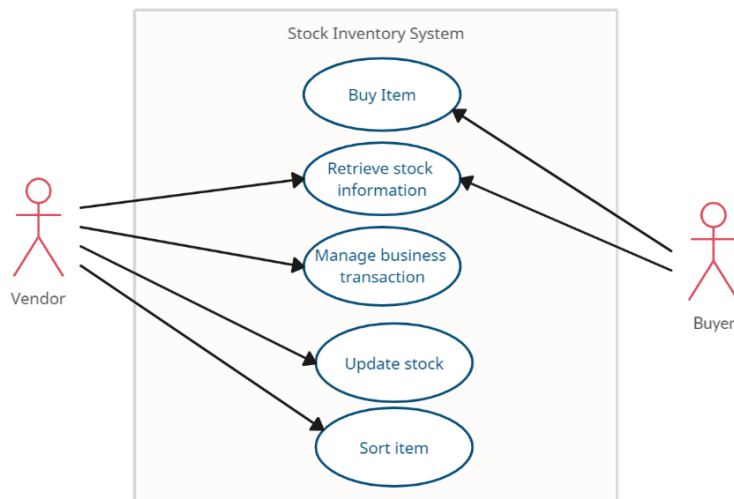 Stock Inventory System
Buy Item
Retrieve stock
information
Manage business
transaction
Vendor
Buyer
Update stock
Sort item